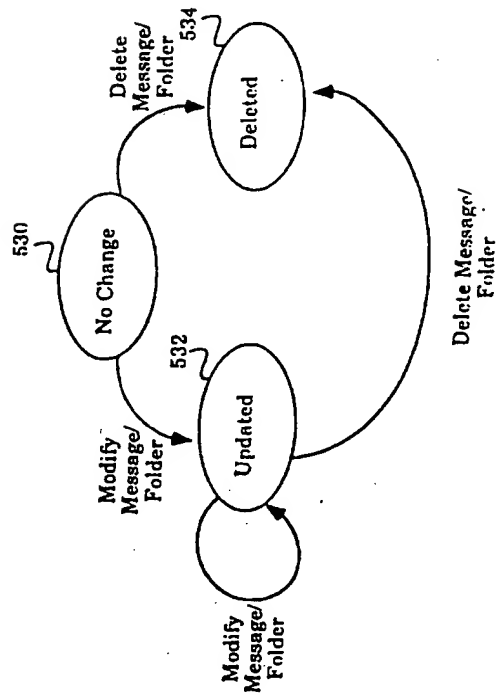 530
No Change
Modify
Message/
Folder
Delete
Message/
Folder
532
Updated
534
Deleted
Modify
Message/
Folder
Delete Message/
Folder